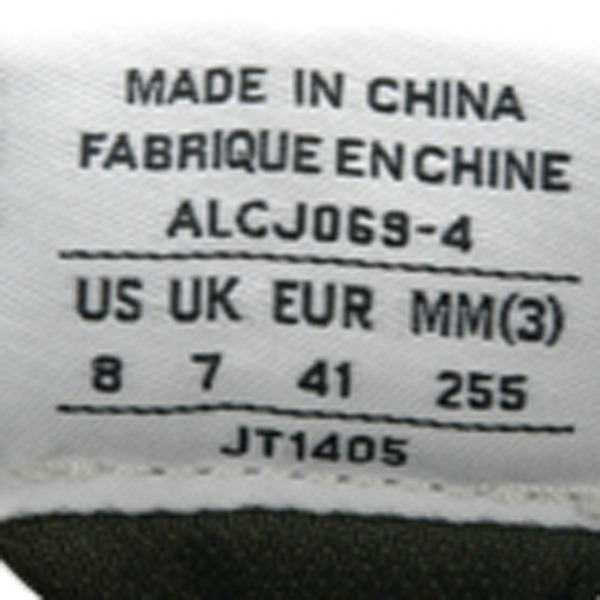 MADE IN CHINA
FABRIQUE EN CHINE
ALCJ069-4
US UK EUR MM(3)
8 7 41 255
JT1405